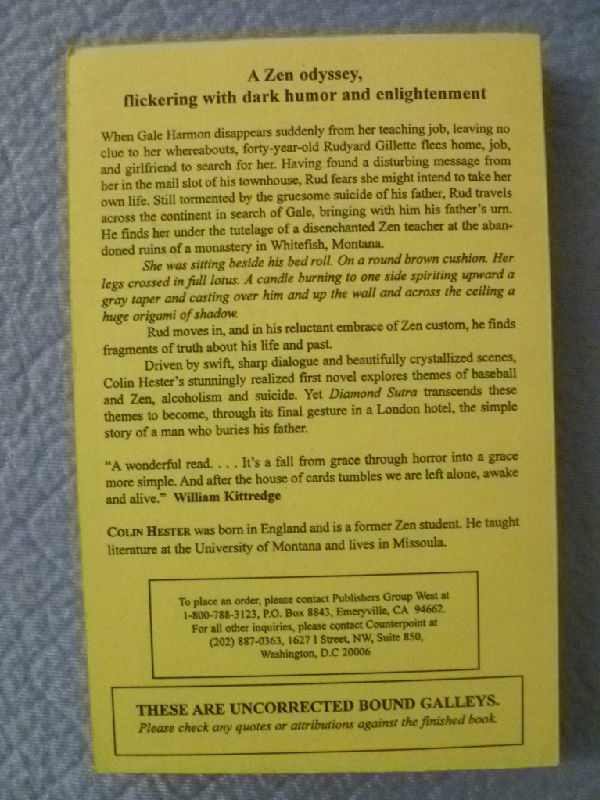 A Zen odyssey,
flickering with dark humor and enlightenment
When Gale Harmon disappears suddenly from her teaching job, leaving no
clue to her whereabouts, forty-year-old Rudyard Gillette flees home, job,
and girlfriend to search for her. Having found a disturbing message from
her in the mail slot of his townhouse, Rud fears she might intend to take her
own life. Still tormented by the gruesome suicide of his father, Rud travels
across the continent in search of Gale, bringing with him his father's urn.
He finds her under the tutelage of a disenchanted Zen teacher at the aban-
doned ruins of a monastery in Whitefish, Montana.
She was sitting beside his bed roll. On a round brown cushion. Her
legs crossed in full lotus. A candle burning to one side spiriting upward a
gray taper and casting over him and up the wall and across the ceiling a
huge origami of shadow.
Rud moves in, and in his reluctant embrace of Zen custom, he finds
fragments of truth about his life and past.
Driven by swift, sharp dialogue and beautifully crystallized scenes,
Colin Hester's stunningly realized first novel explores themes of baseball
and Zen, alcoholism and suicide. Yet Diamond Sutra transcends these
themes to become, through its final gesture in a London hotel, the simple
story of a man who buries his father.
"A wonderful read. . . . It's a fall from grace through horror into a grace
more simple. And after the house of cards tumbles we are left alone, awake
and alive." William Kittredge
COLIN HESTER was born in England and is a former Zen student. He taught
literature at the University of Montana and lives in Missoula.
To place an order, please contact Publishers Group West at
1-800-788-3123, P.O. Box 8843, Emeryville, CA 94662.
For all other inquiries, please contact Counterpoint at
(202) 887-0363, 1627 I Street, NW, Suite 850,
Washington, D.C 20006
THESE ARE UNCORRECTED BOUND GALLEYS.
Please check any quotes or attributions against the finished book.